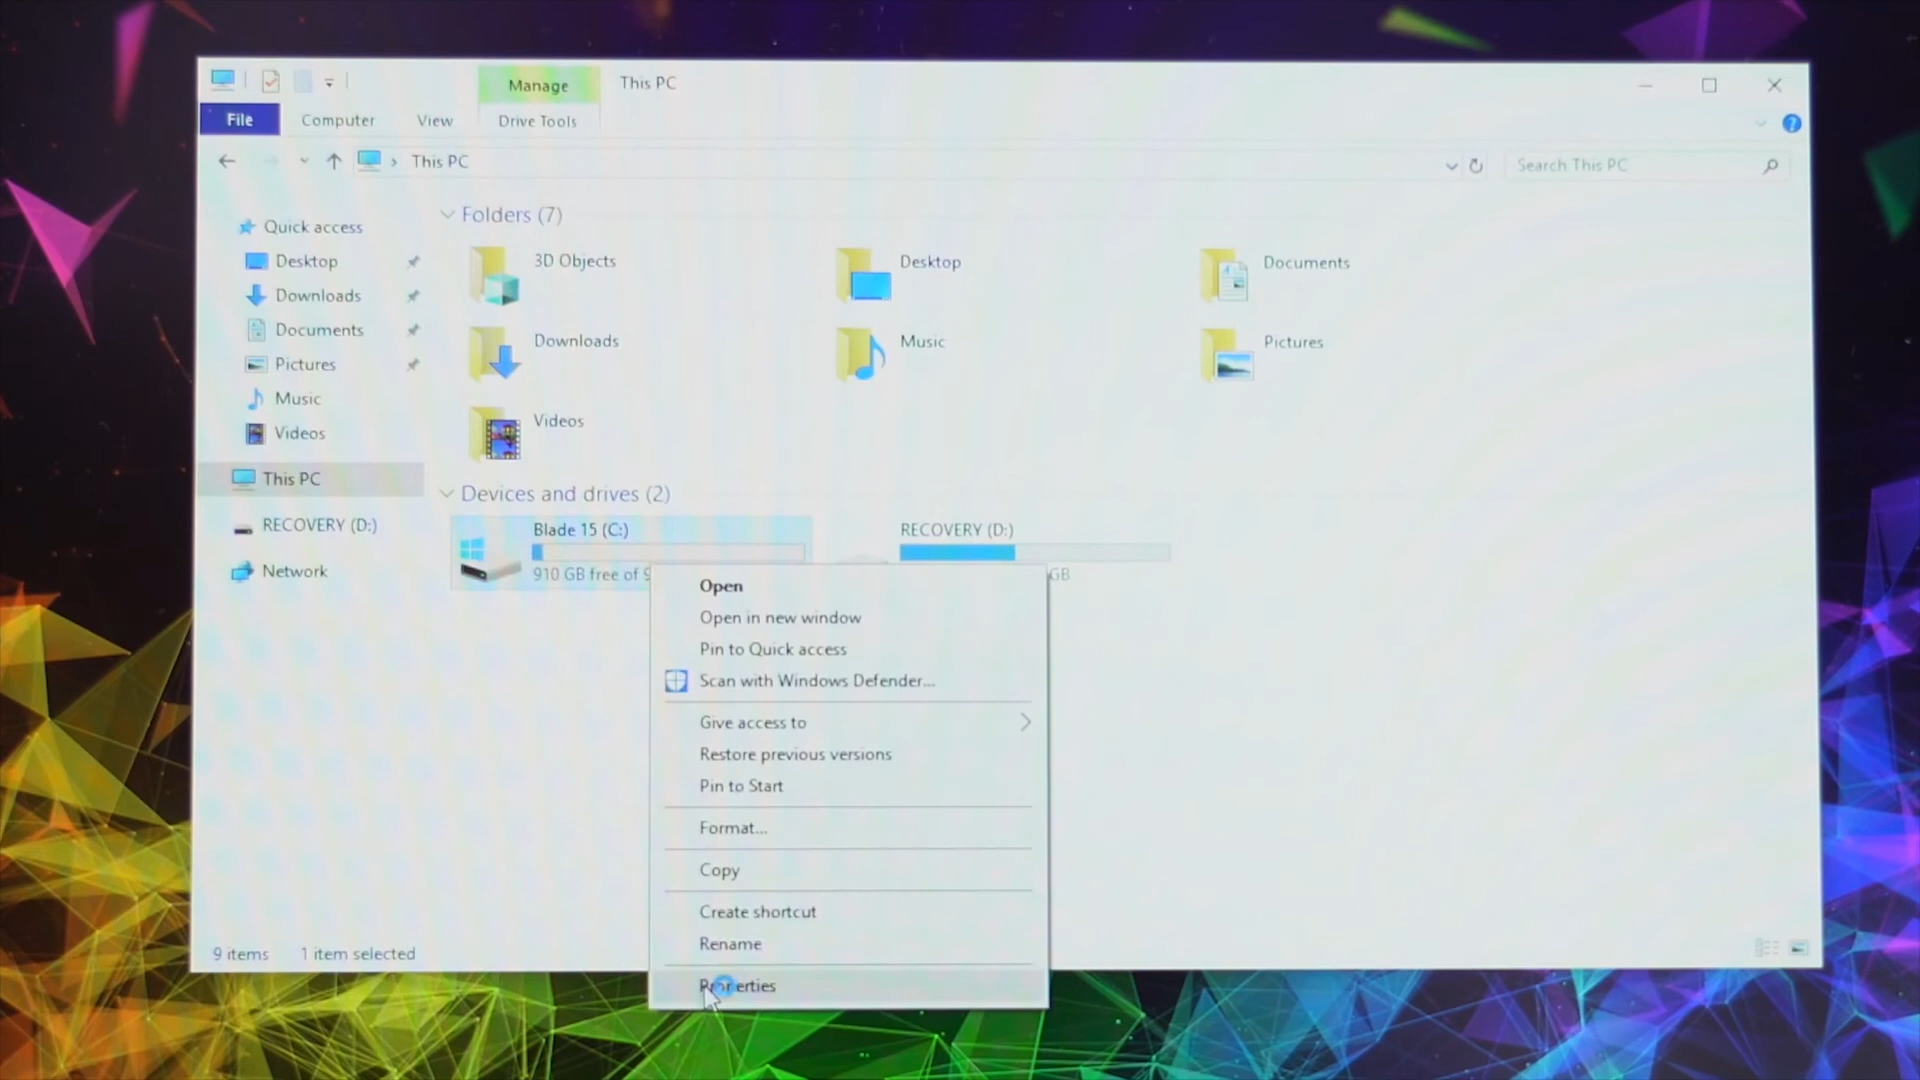 Manage
This PC
File
Computer
View
Drive Tools
This PC
Search This PC
Quick access
Desktop
Downloads
Documents
Pictures
Music
Videos
This PC
RECOVERY (D:)
Network
Folders (7)
3D Objects
Desktop
Documents
Downloads
Music
Pictures
Videos
Devices and drives (2)
Blade 15 (C:)
910 GB free of 9
RECOVERY (D:)
GB
Open
Open in new window
Pin to Quick access
Scan with Windows Defender...
Give access to
Restore previous versions
Pin to Start
Format...
Copy
Create shortcut
Rename
Properties
9 items
1 item selected